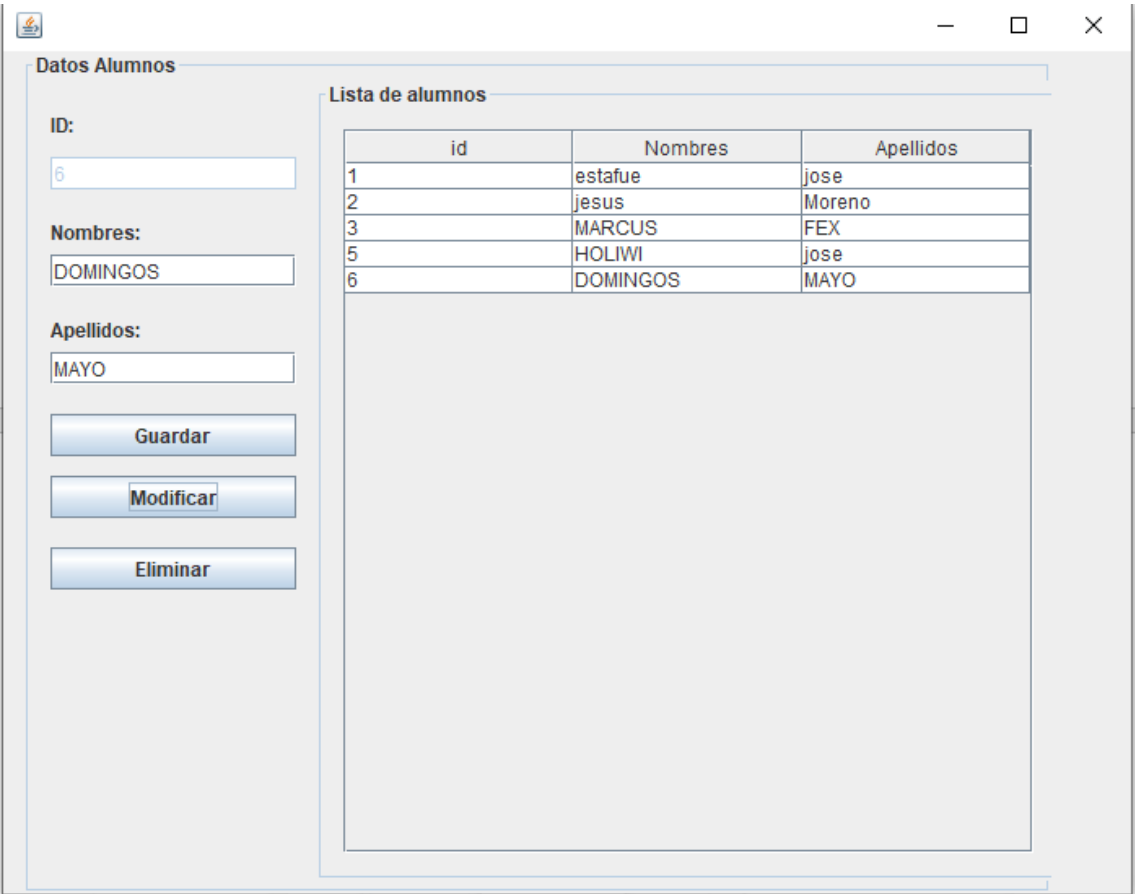 Datos Alumnos
ID:
6
Nombres:
DOMINGOS
Apellidos:
MAYO
Guardar
Modificar
Eliminar
Lista de alumnos
id Nombres Apellidos
1 estafue jose
2 jesus Moreno
3 MARCUS FEX
5 HOLIWI jose
6 DOMINGOS MAYO